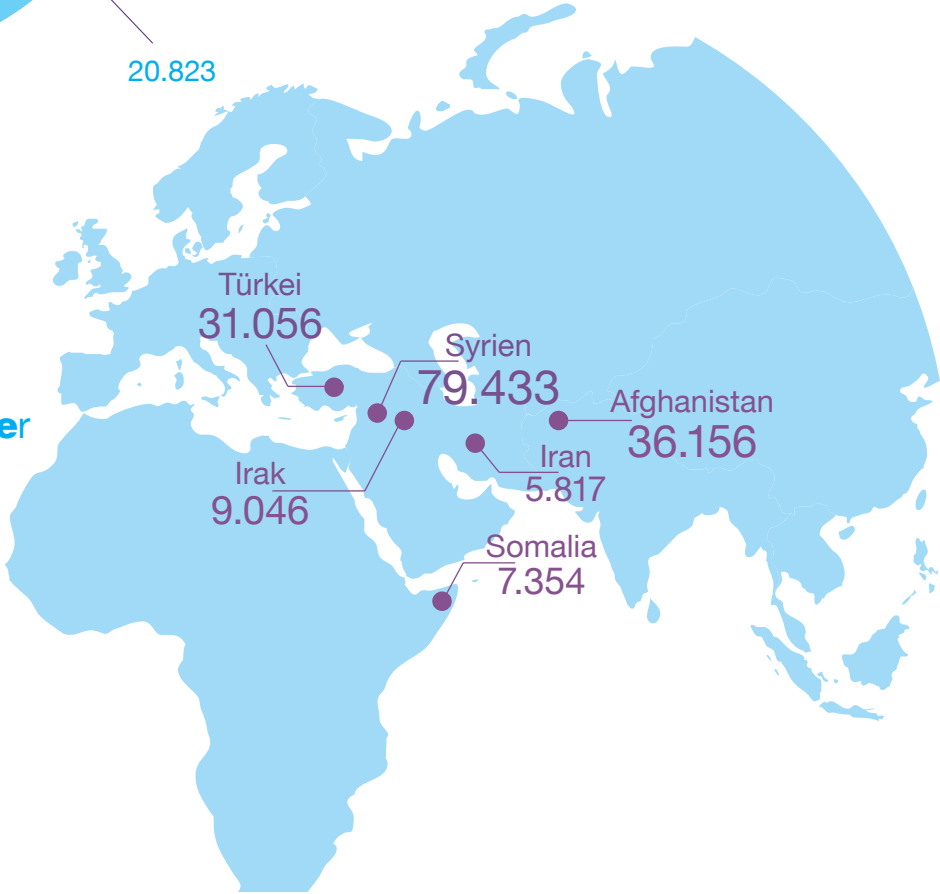 20.823
Türkei
31.056
Syrien
79.433
Afghanistan
36.156
er
Iran
5.817
Irak
9.046
Somalia
7.354